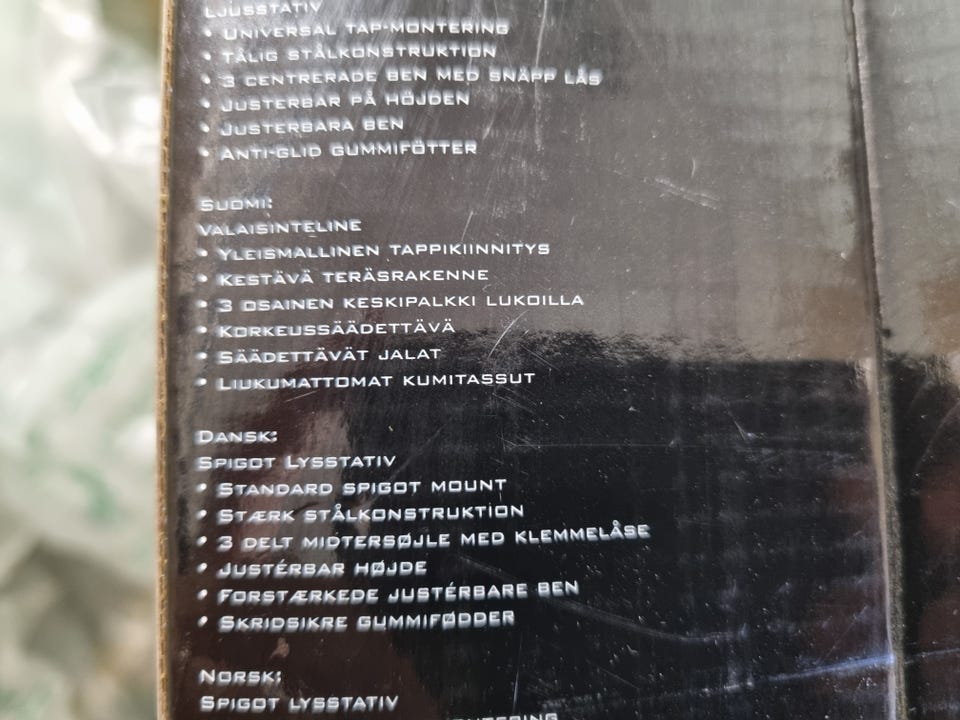 LJUSSTATIV
• UNIVERSAL TAP-MONTERING
• TÅLIG STÅLKONSTRUKTION
• 3 CENTRERADE BEN MED SNÄPP LÅS
• JUSTERBAR PÅ HÖJDEN
• JUSTERBARA BEN
• ANTI-GLID GUMMIFÖTTER
SUOMI:
VALAISINTELINE
• YLEISMALLINEN TAPPIKIINNITYS
• KESTÄVÄ TERÄSRAKENNE
• 3 OSAINEN KESKIPALKKI LUKOILLA
• KORKEUSSÄÄDETTÄVÄ
• SÄÄDETTÄVÄT JALAT
• LIUKUMATTOMAT KUMITASSUT
DANSK:
SPIGOT LYSSTATIV
• STANDARD SPIGOT MOUNT
• STÆRK STÅLKONSTRUKTION
• 3 DELT MIDTERSØJLE MED KLEMMELÅSE
• JUSTÉRBAR HØJDE
• FORSTÆRKEDE JUSTÉRBARE BEN
• SKRIDSIKRE GUMMIFØDDER
NORSK:
SPIGOT LYSSTATIV